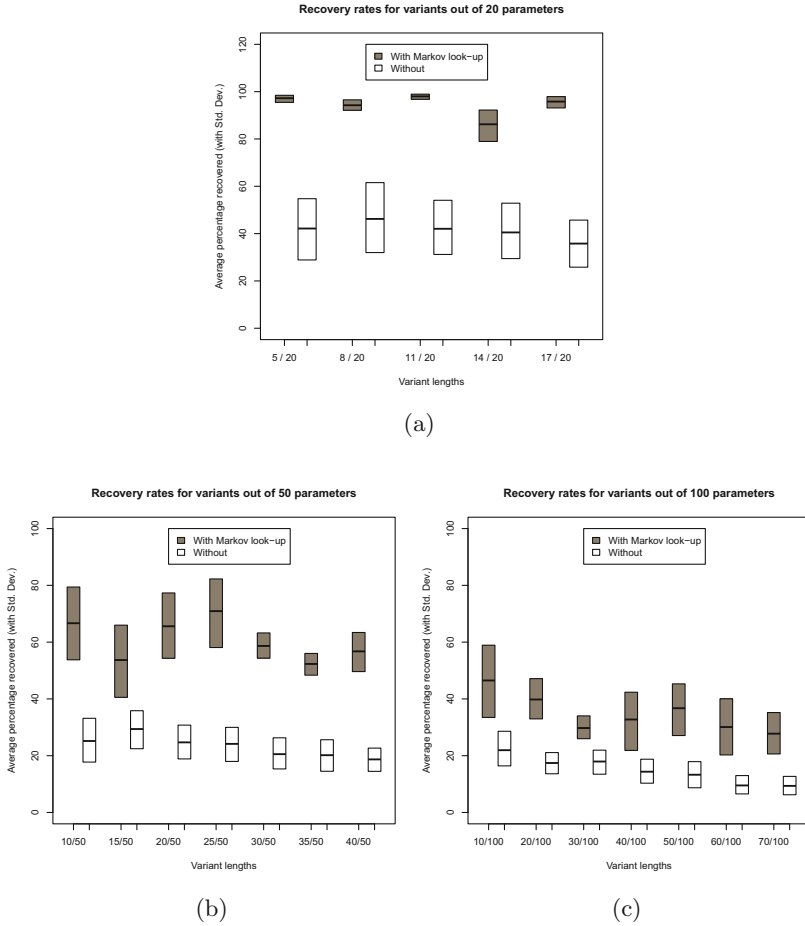 Recovery rates for variants out of 20 parameters
With Markov look−up
Without
Average percentage recovered (with Std. Dev.)
120
100
80
60
40
20
0
5 / 20 8 / 20 11 / 20 14 / 20 17 / 20
Variant lengths
(a)
Recovery rates for variants out of 50 parameters
With Markov look−up
Without
Average percentage recovered (with Std. Dev.)
100
80
60
40
20
0
10/50 15/50 20/50 25/50 30/50 35/50 40/50
Variant lengths
(b)
Recovery rates for variants out of 100 parameters
With Markov look−up
Without
Average percentage recovered (with Std. Dev.)
100
80
60
40
20
0
10/100 20/100 30/100 40/100 50/100 60/100 70/100
Variant lengths
(c)